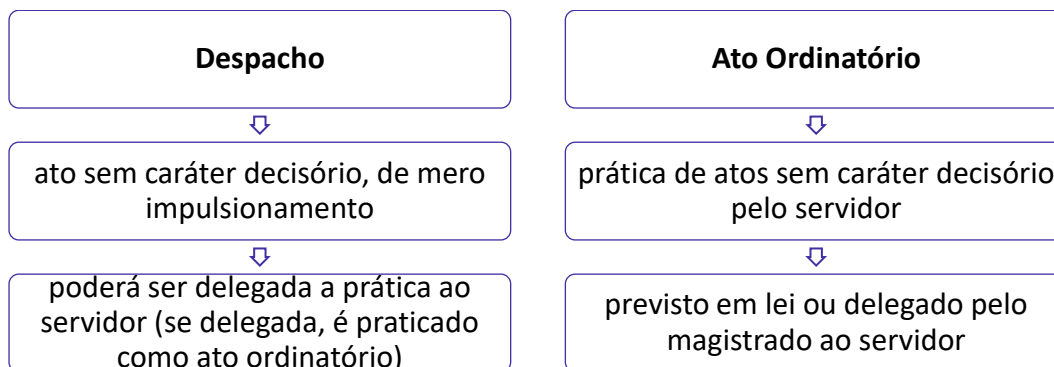 Despacho
ato sem caráter decisório, de mero
impulsionamento
poderá ser delegada a prática ao
servidor (se delegada, é praticado
como ato ordinatório)
Ato Ordinatório
prática de atos sem caráter decisório
pelo servidor
previsto em lei ou delegado pelo
magistrado ao servidor